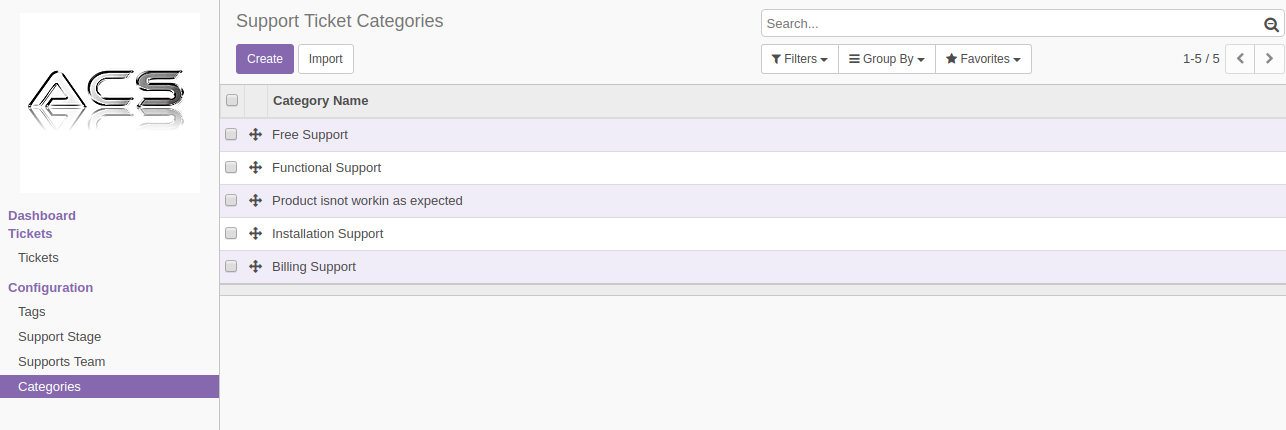 ACS
Dashboard
Tickets
Tickets
Configuration
Tags
Support Stage
Supports Team
Categories
Support Ticket Categories
Search...
Create Import
Filters Group By Favorites 1-5 / 5
Category Name
Free Support
Functional Support
Product isnot workin as expected
Installation Support
Billing Support